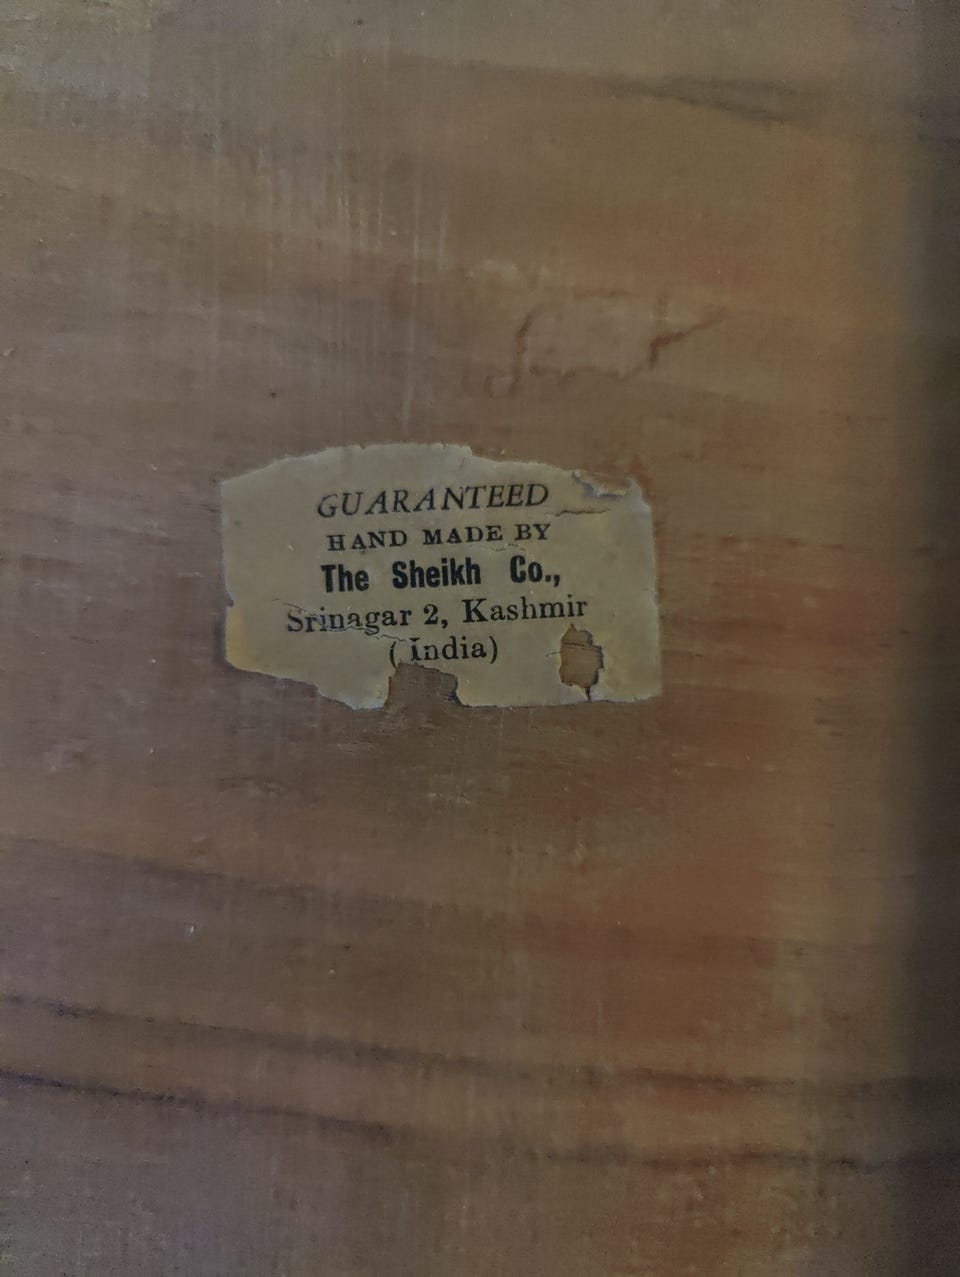 GUARANTEED
HAND MADE BY
The Sheikh Co.,
Srinagar 2, Kashmir
( India)